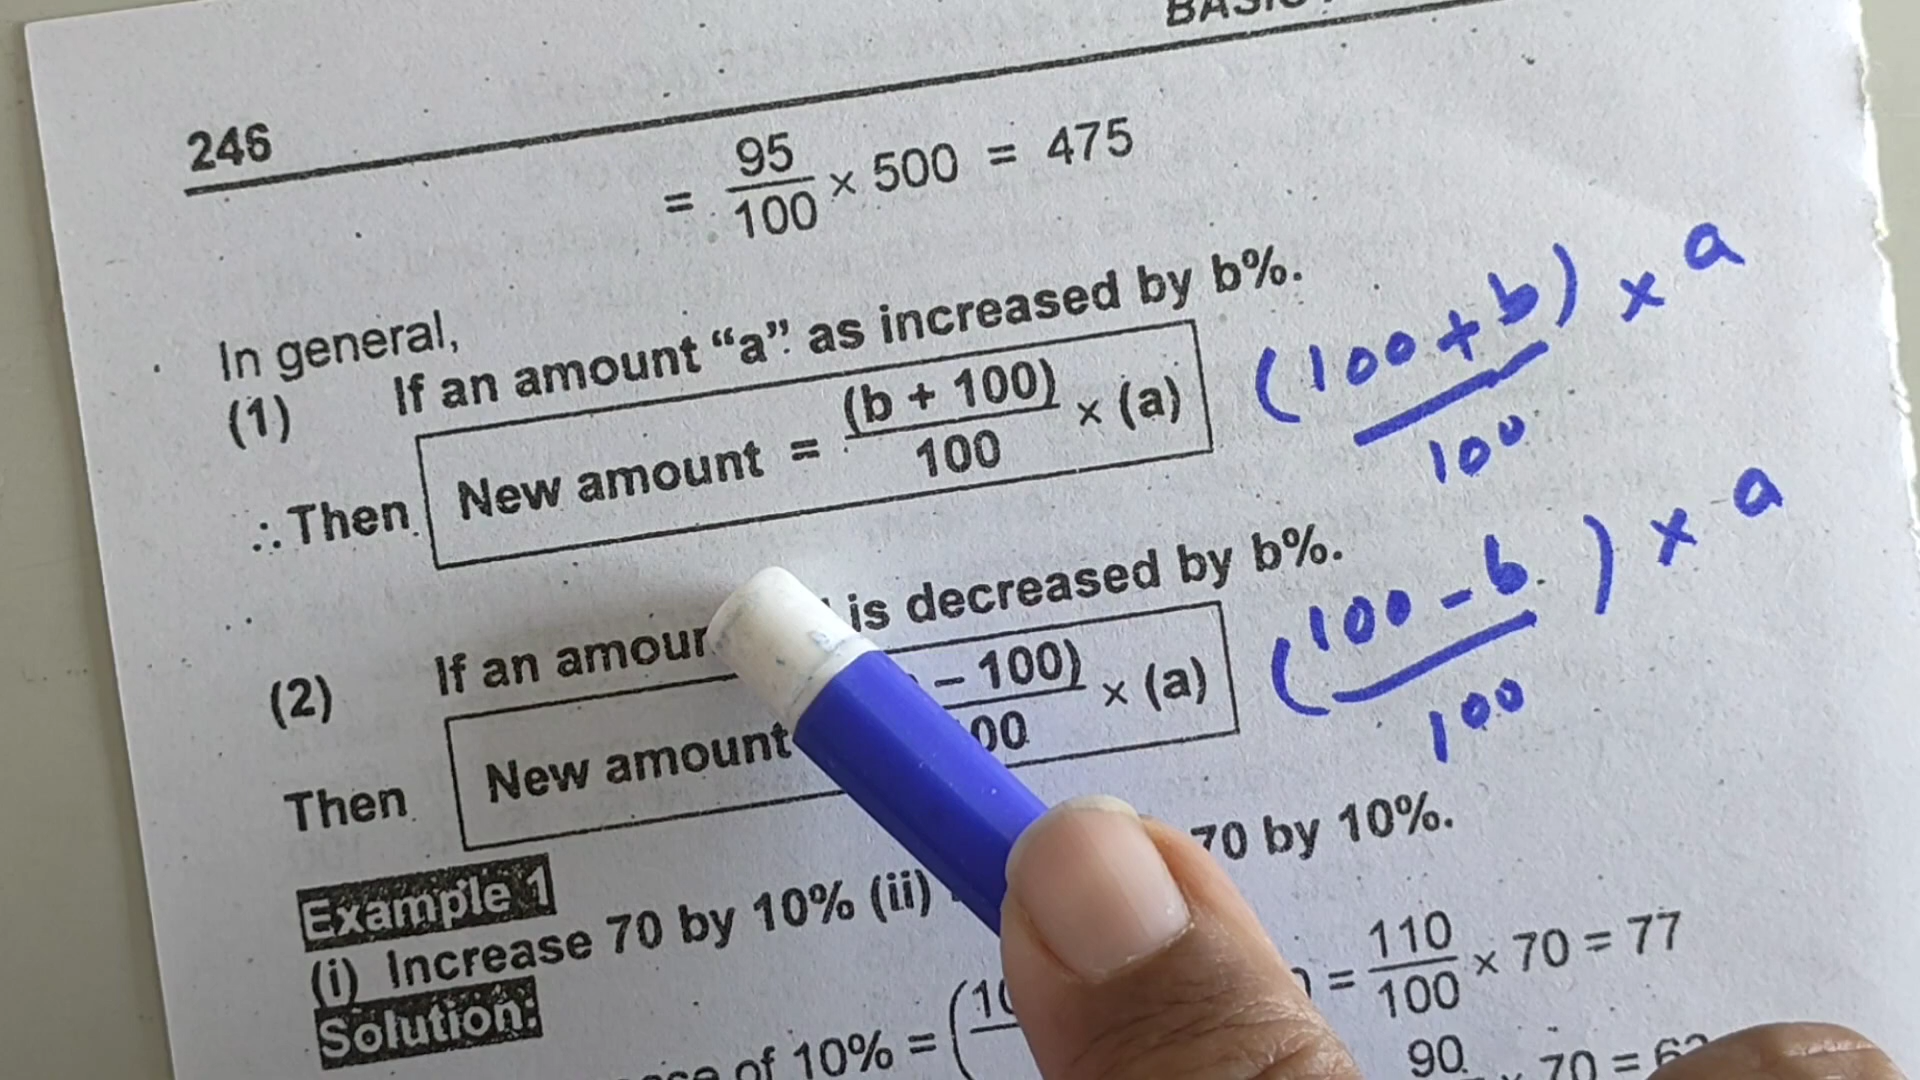 BASIC
246
= 95/100 × 500 = 475
In general,
(1) If an amount “a” as increased by b%.
∴ Then New amount = (b + 100)/100 × (a)
(100 + b)/100 × a
(2) If an is decreased by b%.
Then New amount – 100) × (a)
(100 - b)/100 × a
Example 1
(i) Increase 70 by 10% (ii) 70 by 10%.
Solution:
of 10% = ( = 110/100 × 70 = 77
90 × 70 =